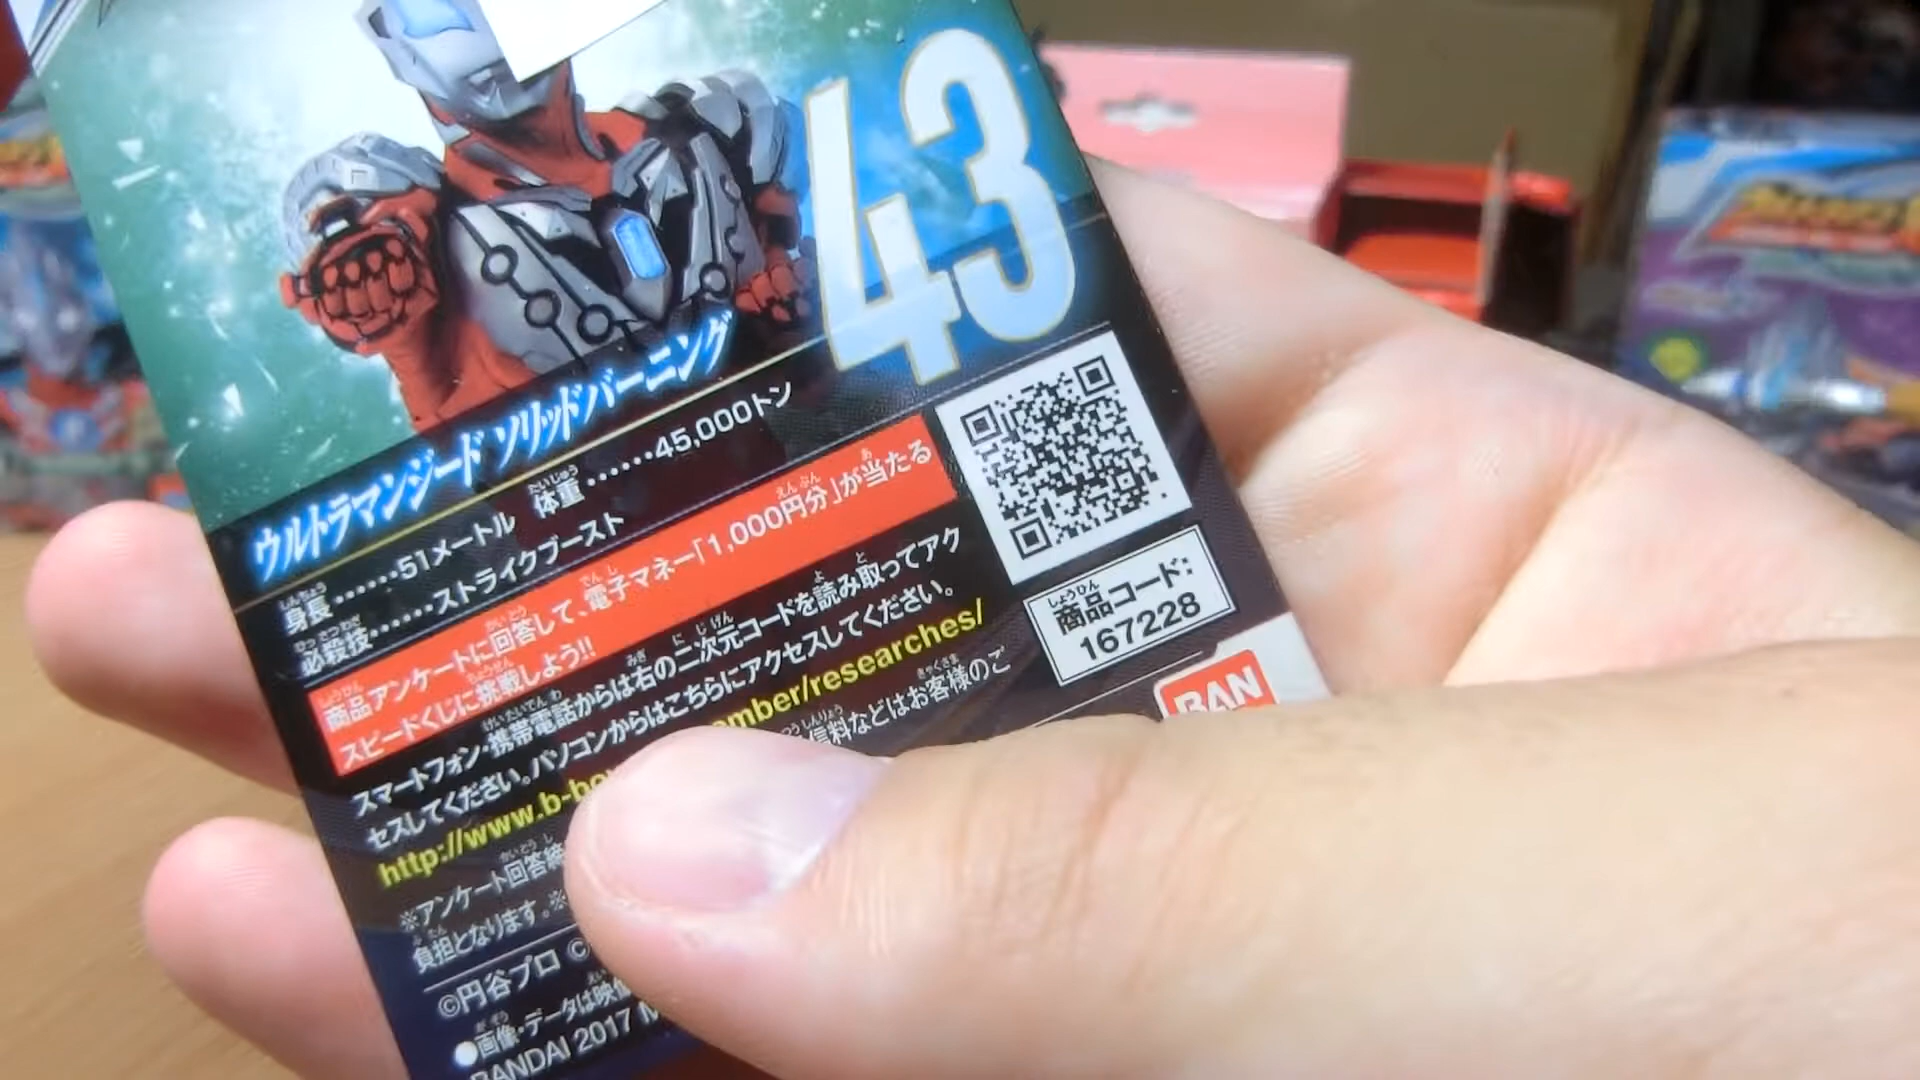 43
ウルトラマンジード ソリッドバーニング
身長……51メートル 体重……45,000トン
必殺技……ストライクブースト
商品アンケートに回答して、電子マネー「1,000円分」が当たる
スピードくじに挑戦しよう!!
スマートフォン・携帯電話からは右の二次元コードを読み取ってアク
セスしてください。パソコンからはこちらにアクセスしてください。
http://www.b-bo
mber/researches/
※アンケート回答
信料などはお客様のご
負担となります。※
商品コード:
167228
BAN
©円谷プロ ©
●画像・データは映
BANDAI 2017 M